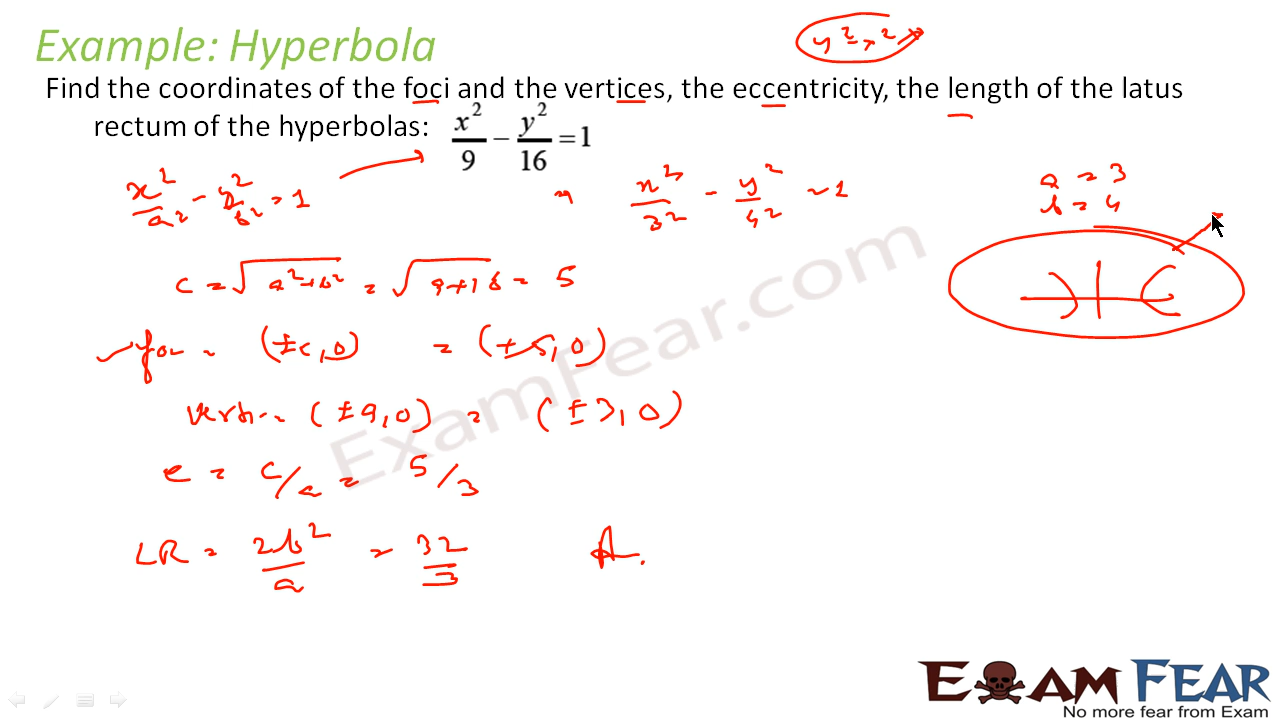 Example: Hyperbola
y² - x²
Find the coordinates of the foci and the vertices, the eccentricity, the length of the latus
rectum of the hyperbolas: x²/9 − y²/16 = 1
x²/a² - y²/b² = 1
x²/3² - y²/4² = 1
a = 3
b = 4
c = √(a²+b²) = √(9+16) = 5
= (±c, 0) = (±5, 0)
(±a, 0) = (±3, 0)
e = c/a = 5/3
LR = 2b²/a = 32/3
ExamFear.com
EXAM FEAR
No more fear from Exam